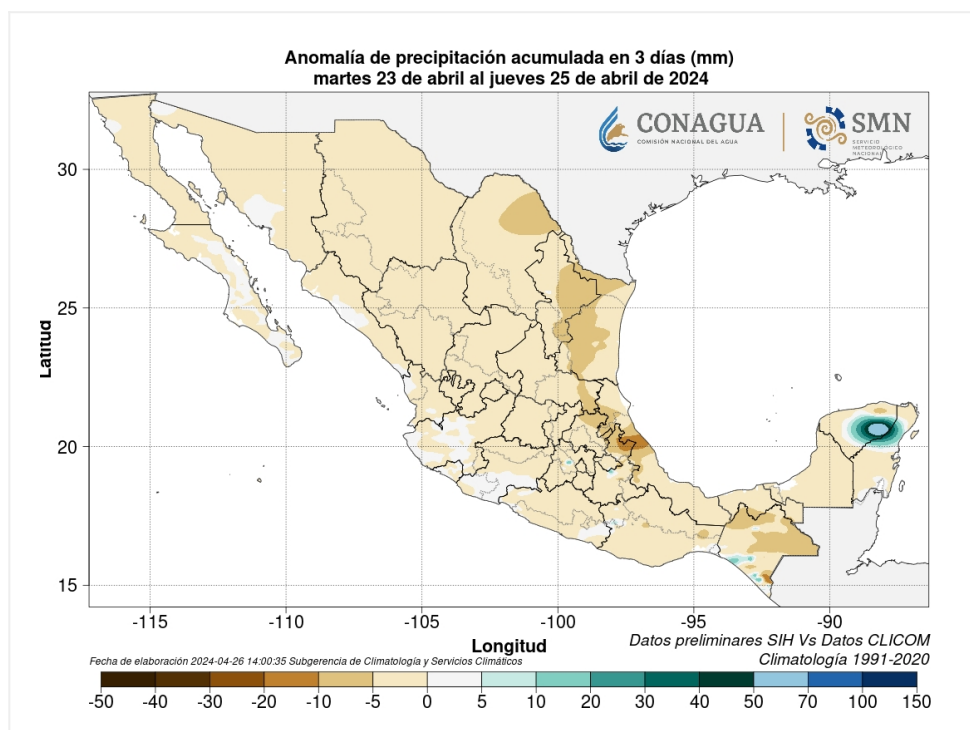 Anomalía de precipitación acumulada en 3 días (mm)
martes 23 de abril al jueves 25 de abril de 2024
CONAGUA
COMISIÓN NACIONAL DEL AGUA
SMN
SERVICIO
METEOROLÓGICO
NACIONAL
30
25
20
15
Latitud
-115 -110 -105 -100 -95 -90
Longitud
Datos preliminares SIH Vs Datos CLICOM
Climatología 1991-2020
Fecha de elaboración 2024-04-26 14:00:35 Subgerencia de Climatología y Servicios Climáticos
-50 -40 -30 -20 -10 -5 0 5 10 20 30 40 50 70 100 150